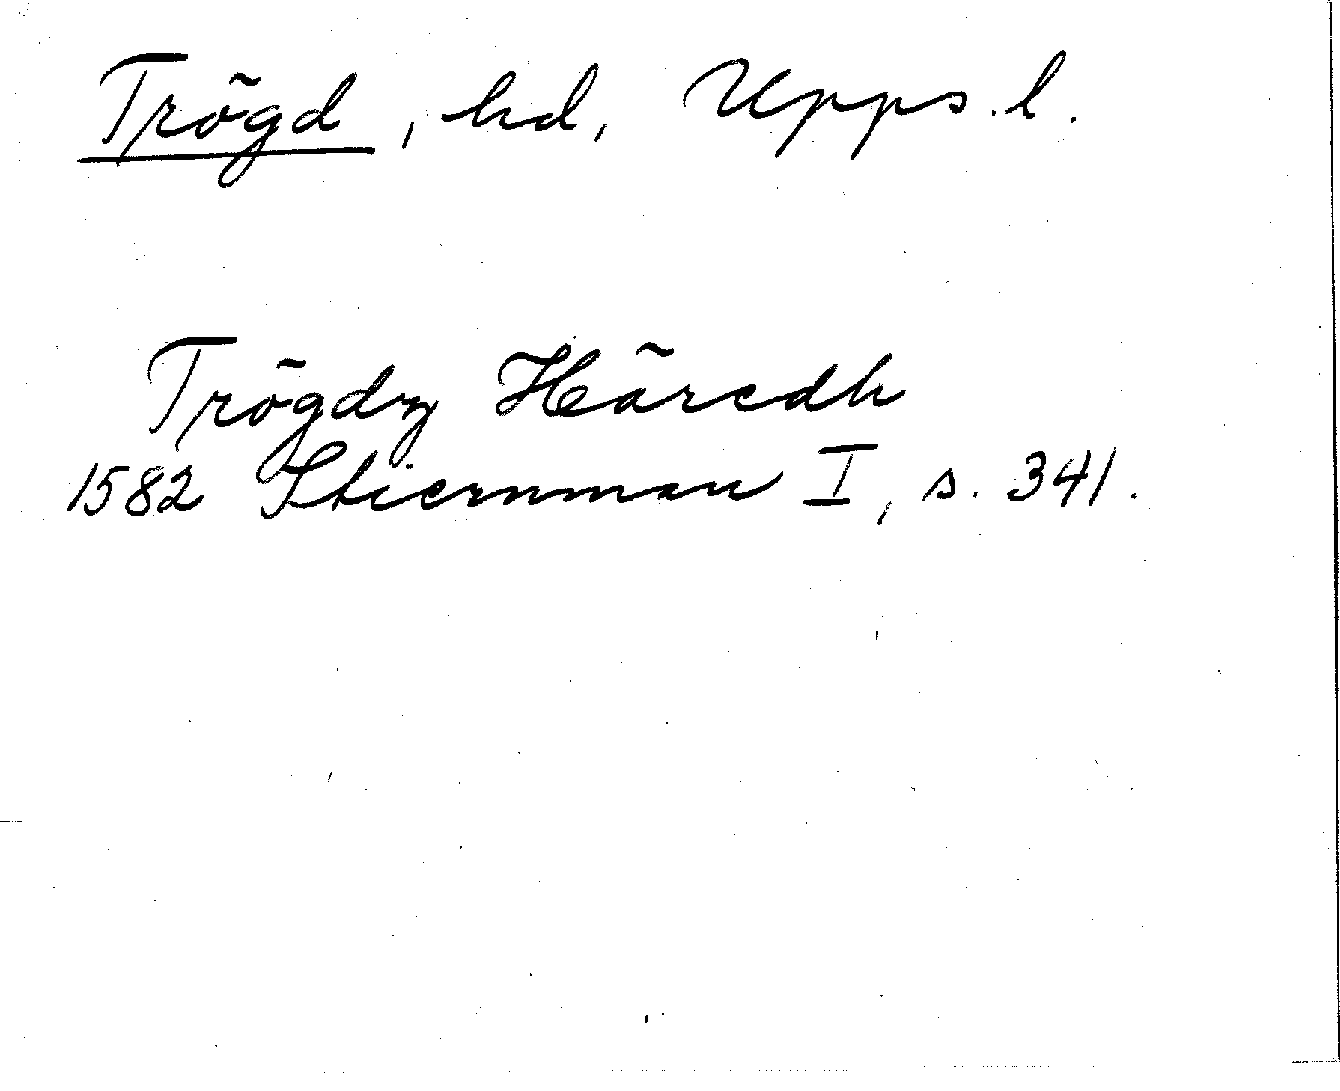 Trögd, hd, Upps. l.
Trögdz Häredh
1582 Stiernman I, s. 341.